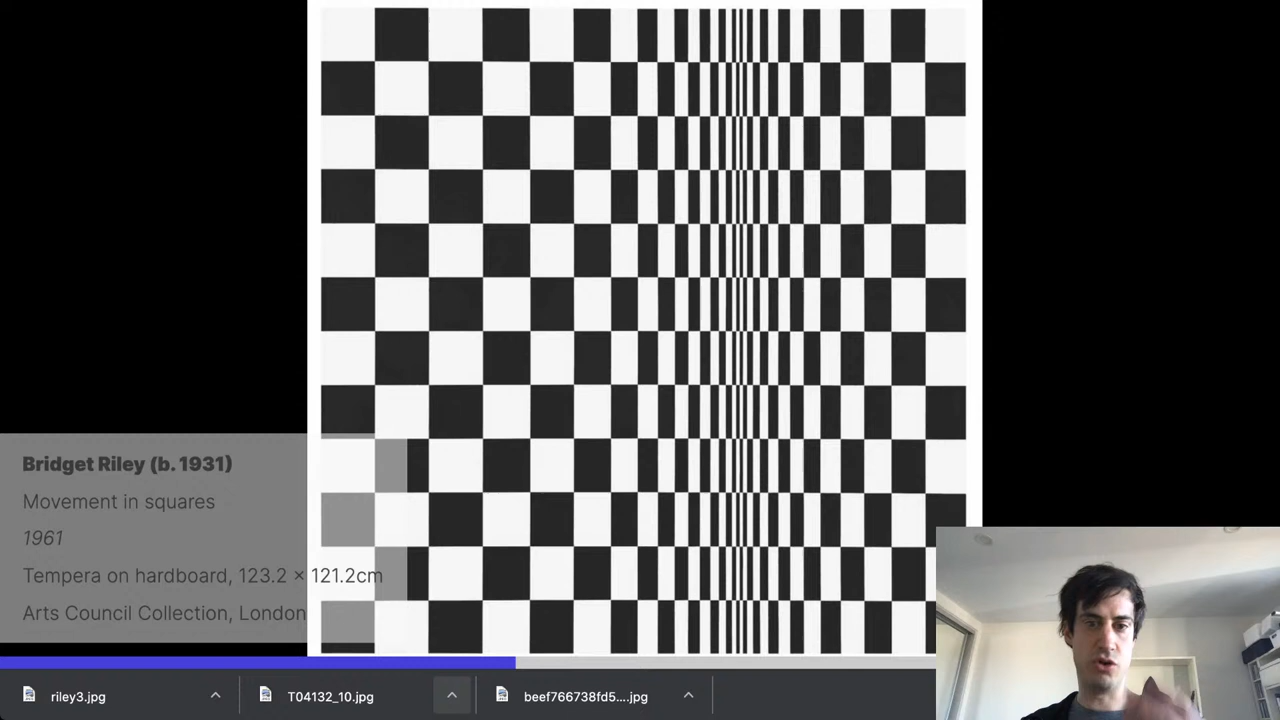 Bridget Riley (b. 1931)
Movement in squares
1961
Tempera on hardboard, 123.2 × 121.2cm
Arts Council Collection, London
riley3.jpg
T04132_10.jpg
beef766738fd5....jpg